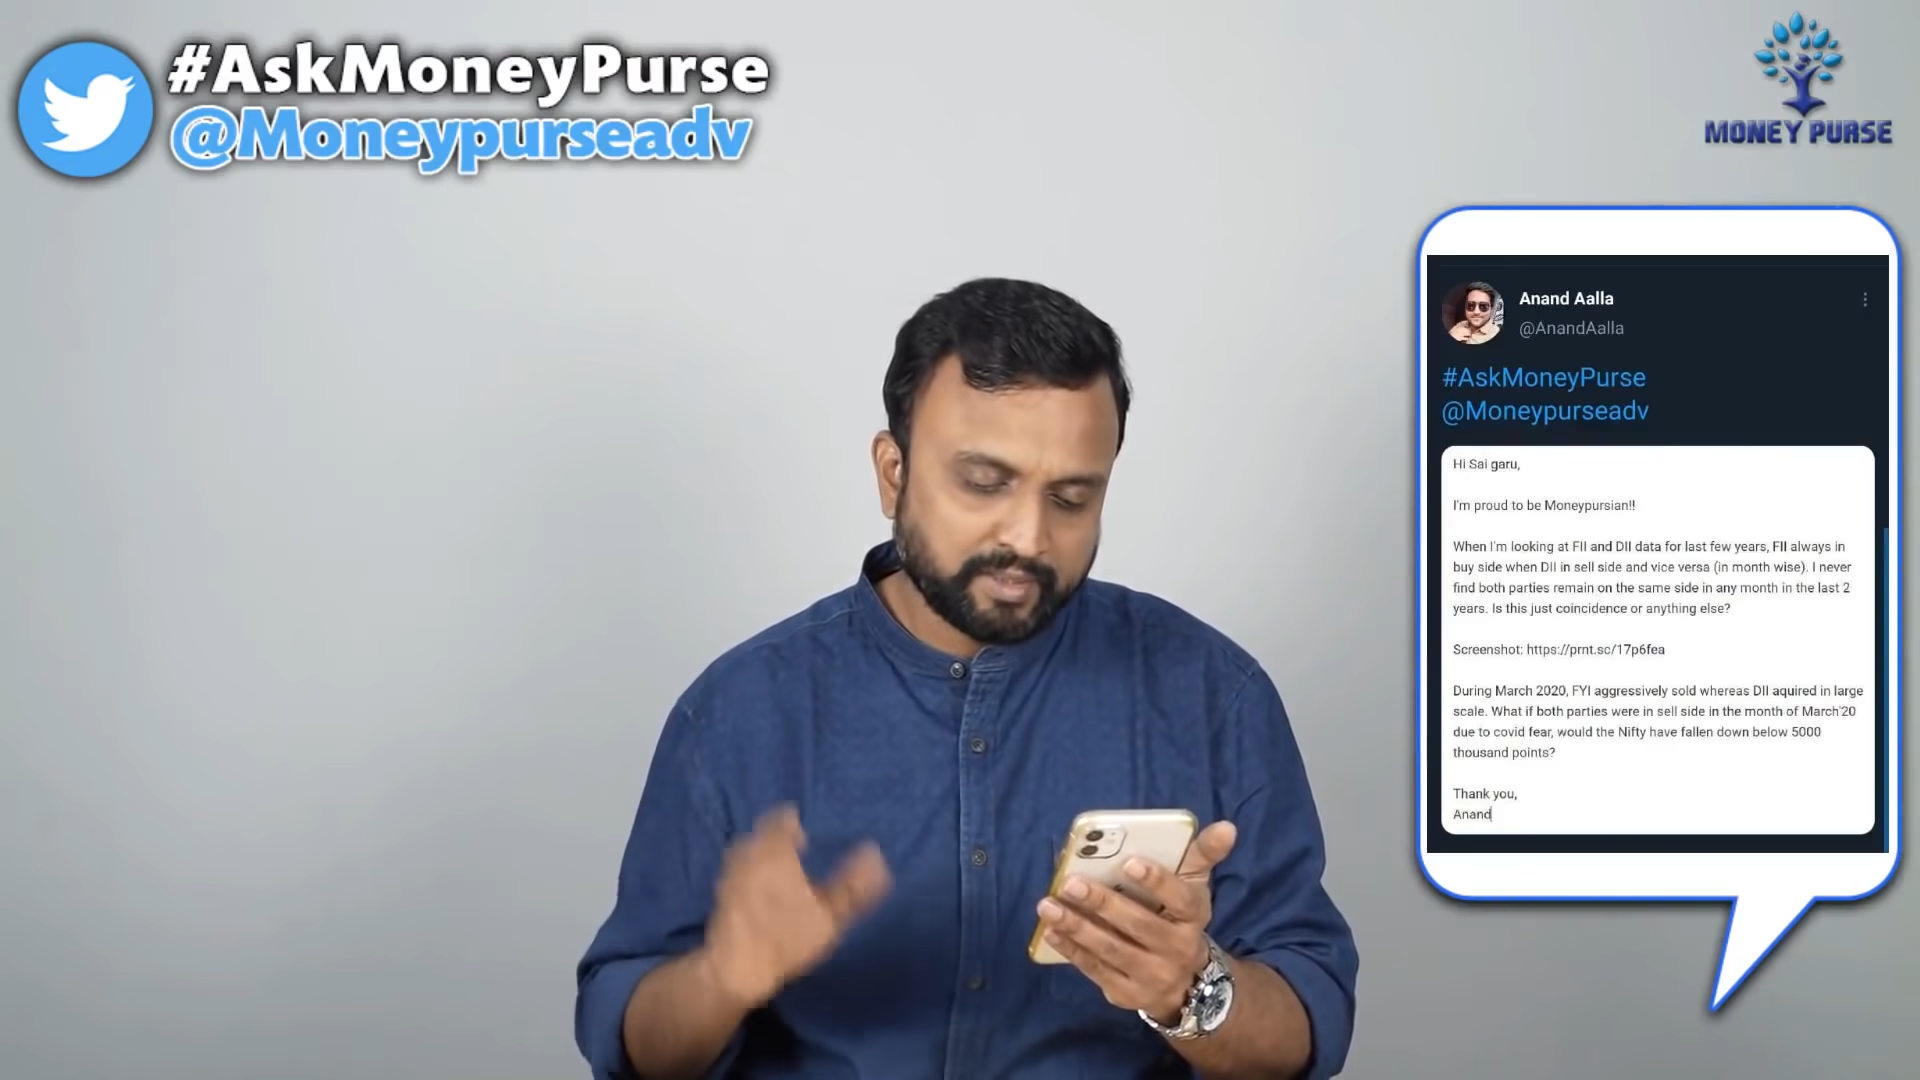 #AskMoneyPurse
@Moneypurseadv
MONEY PURSE
Anand Aalla
@AnandAalla
#AskMoneyPurse
@Moneypurseadv
Hi Sai garu,
I'm proud to be Moneypursian!!
When I'm looking at FII and DII data for last few years, FII always in
buy side when DII in sell side and vice versa (in month wise). I never
find both parties remain on the same side in any month in the last 2
years. Is this just coincidence or anything else?
Screenshot: https://prnt.sc/17p6fea
During March 2020, FYI aggressively sold whereas DII aquired in large
scale. What if both parties were in sell side in the month of March'20
due to covid fear, would the Nifty have fallen down below 5000
thousand points?
Thank you,
Anand